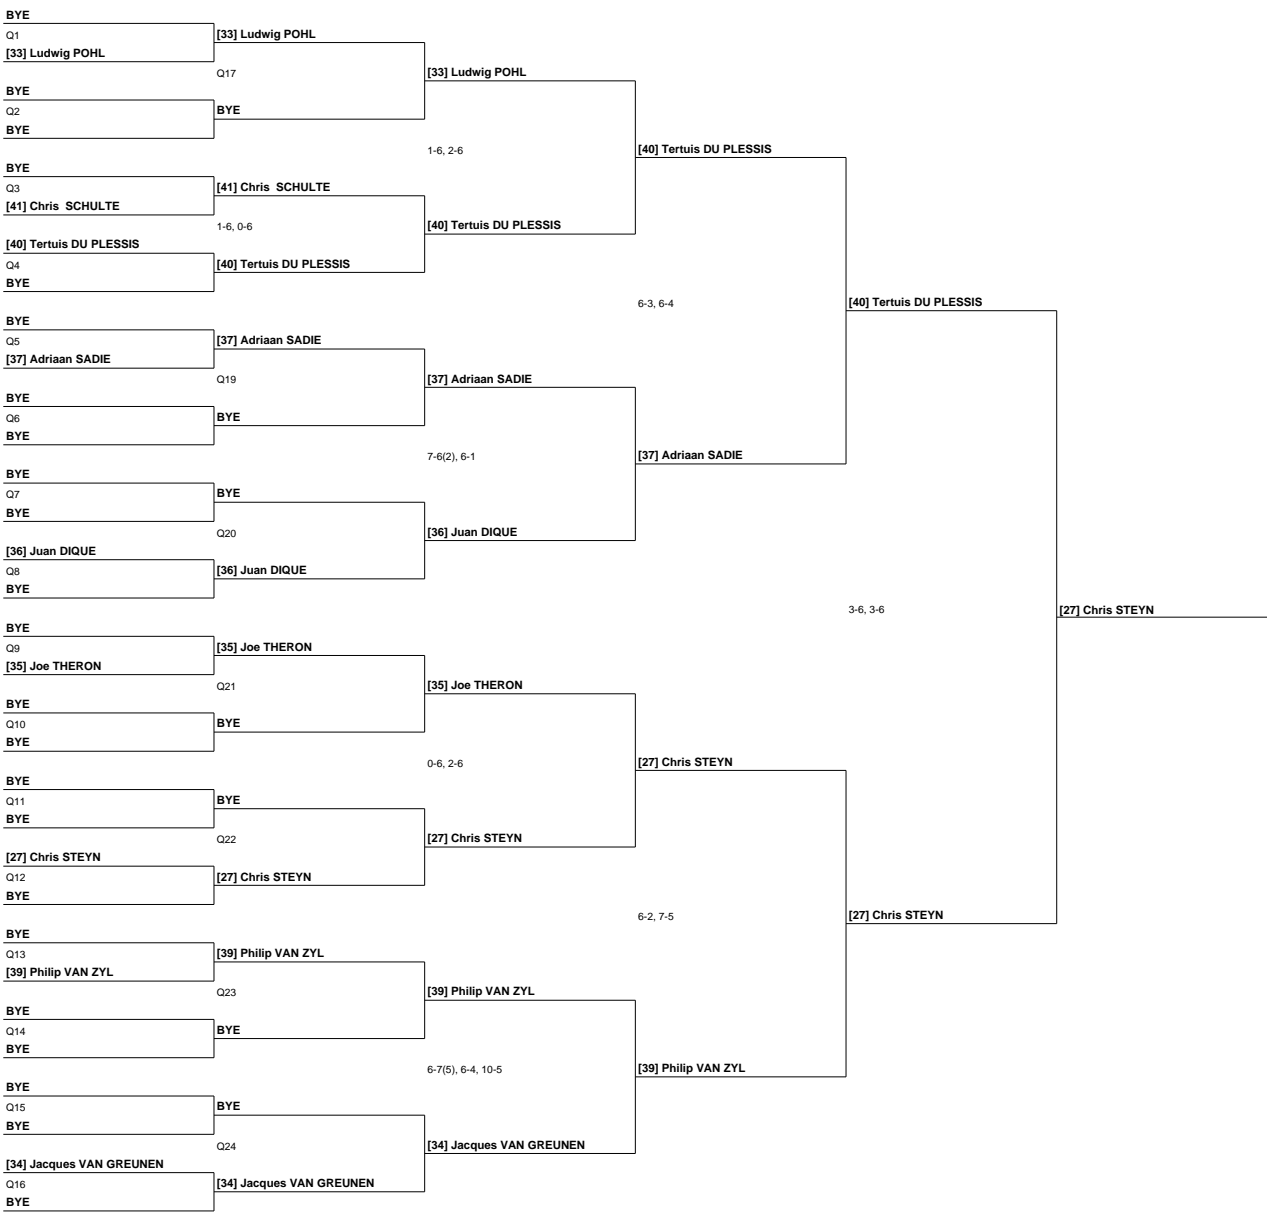 BYE
Q1
[33] Ludwig POHL
[33] Ludwig POHL
Q17
[33] Ludwig POHL
BYE
Q2
BYE
BYE
1-6, 2-6
[40] Tertuis DU PLESSIS
BYE
Q3
[41] Chris  SCHULTE
[41] Chris  SCHULTE
1-6, 0-6
[40] Tertuis DU PLESSIS
[40] Tertuis DU PLESSIS
Q4
BYE
[40] Tertuis DU PLESSIS
6-3, 6-4
[40] Tertuis DU PLESSIS
BYE
Q5
[37] Adriaan SADIE
[37] Adriaan SADIE
Q19
[37] Adriaan SADIE
BYE
Q6
BYE
BYE
7-6(2), 6-1
[37] Adriaan SADIE
BYE
Q7
BYE
BYE
Q20
[36] Juan DIQUE
[36] Juan DIQUE
Q8
BYE
[36] Juan DIQUE
3-6, 3-6
[27] Chris STEYN
BYE
Q9
[35] Joe THERON
[35] Joe THERON
Q21
[35] Joe THERON
BYE
Q10
BYE
BYE
0-6, 2-6
[27] Chris STEYN
BYE
Q11
BYE
BYE
Q22
[27] Chris STEYN
[27] Chris STEYN
Q12
BYE
[27] Chris STEYN
6-2, 7-5
[27] Chris STEYN
BYE
Q13
[39] Philip VAN ZYL
[39] Philip VAN ZYL
Q23
[39] Philip VAN ZYL
BYE
Q14
BYE
BYE
6-7(5), 6-4, 10-5
[39] Philip VAN ZYL
BYE
Q15
BYE
BYE
Q24
[34] Jacques VAN GREUNEN
[34] Jacques VAN GREUNEN
Q16
BYE
[34] Jacques VAN GREUNEN